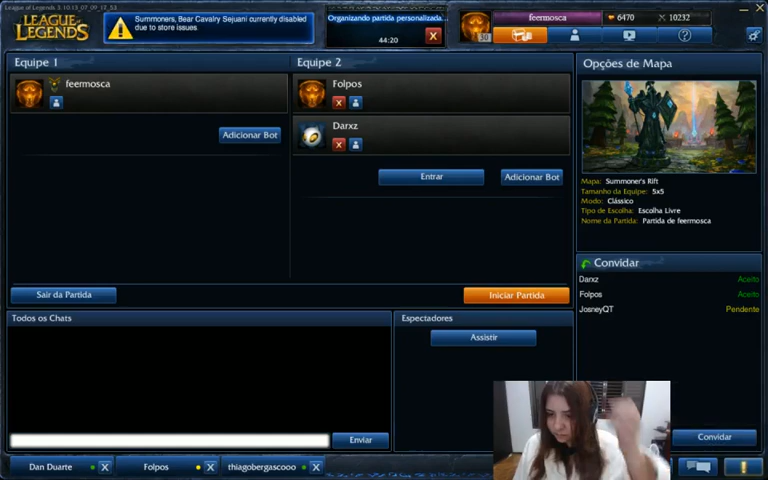 League of Legends 3.10.13_07_09_12_53
LEAGUE OF LEGENDS
Summoners, Bear Cavalry Sejuani currently disabled due to store issues
Organizando partida personalizada...
44:20
feermosca
6470
10232
30
Equipe 1
Equipe 2
Opções de Mapa
feermosca
Adicionar Bot
Folpos
Darxz
Entrar
Adicionar Bot
Mapa: Summoner's Rift
Tamanho da Equipe: 5x5
Modo: Clássico
Tipo de Escolha: Escolha Livre
Nome da Partida: Partida de feermosca
Convidar
Darxz Aceito
Folpos Aceito
JosneyQT Pendente
Sair da Partida
Iniciar Partida
Todos os Chats
Espectadores
Assistir
Enviar
Convidar
Dan Duarte
Folpos
thiagobergascooo